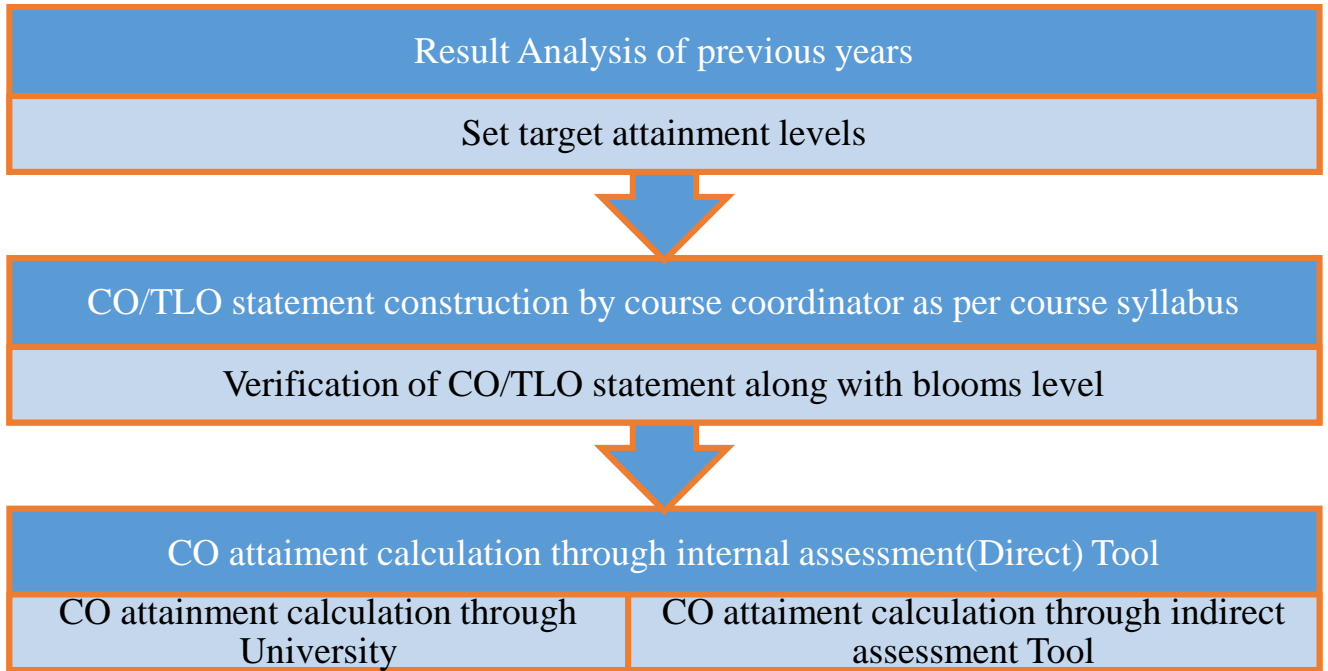 Result Analysis of previous years
Set target attainment levels
CO/TLO statement construction by course coordinator as per course syllabus
Verification of CO/TLO statement along with blooms level
CO attaiment calculation through internal assessment(Direct) Tool
CO attainment calculation through
University
CO attaiment calculation through indirect
assessment Tool